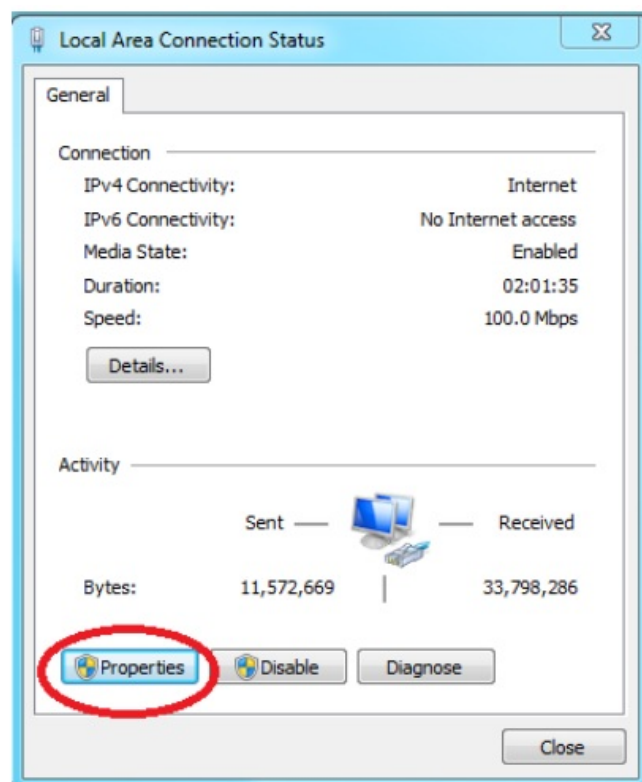 Local Area Connection Status
General
Connection
IPv4 Connectivity: Internet
IPv6 Connectivity: No Internet access
Media State: Enabled
Duration: 02:01:35
Speed: 100.0 Mbps
Details...
Activity
Sent Received
Bytes: 11,572,669 33,798,286
Properties Disable Diagnose
Close